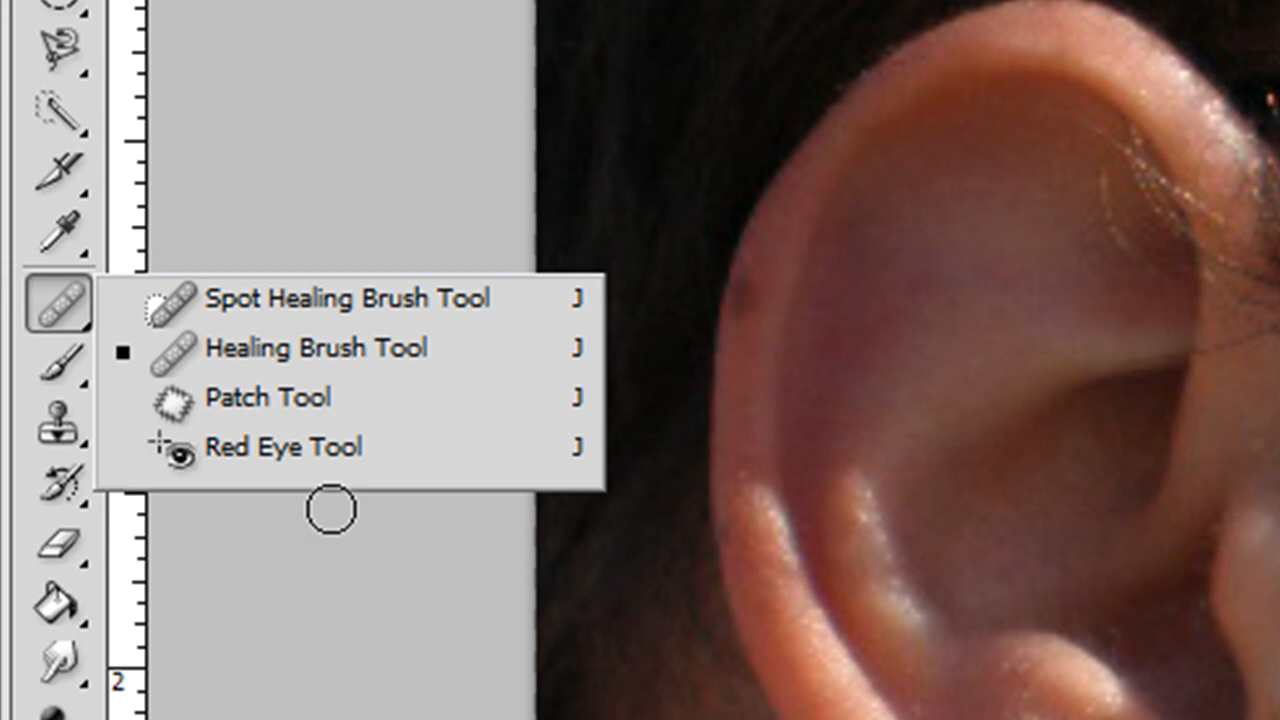 Spot Healing Brush Tool J
Healing Brush Tool J
Patch Tool J
Red Eye Tool J
2